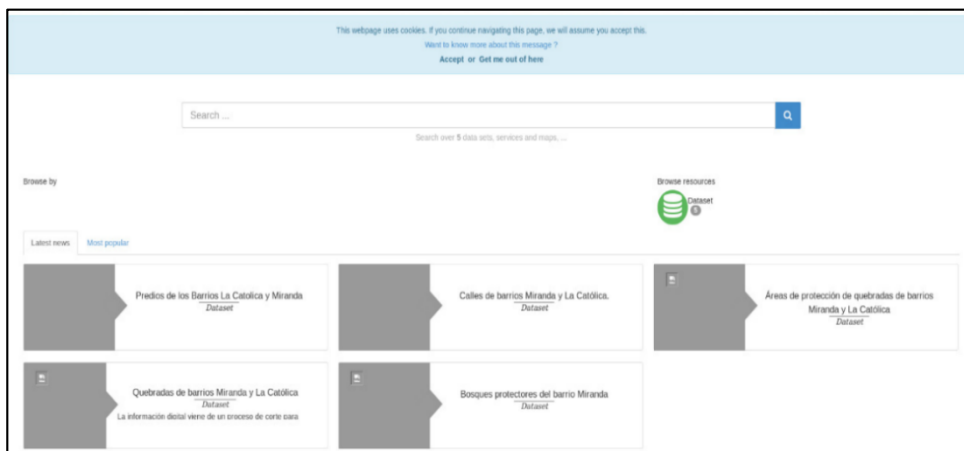 This webpage uses cookies. If you continue navigating this page, we will assume you accept this.
Want to know more about this message ?
Accept or Get me out of here
Search ...
Search over 5 data sets, services and maps, ...
Browse by
Browse resources
Dataset
5
Latest news
Most popular
Predios de los Barrios La Catolica y Miranda
Dataset
Calles de barrios Miranda y La Católica.
Dataset
Áreas de protección de quebradas de barrios
Miranda y La Católica
Dataset
Quebradas de barrios Miranda y La Católica
Dataset
La información digital viene de un proceso de corte para
Bosques protectores del barrio Miranda
Dataset